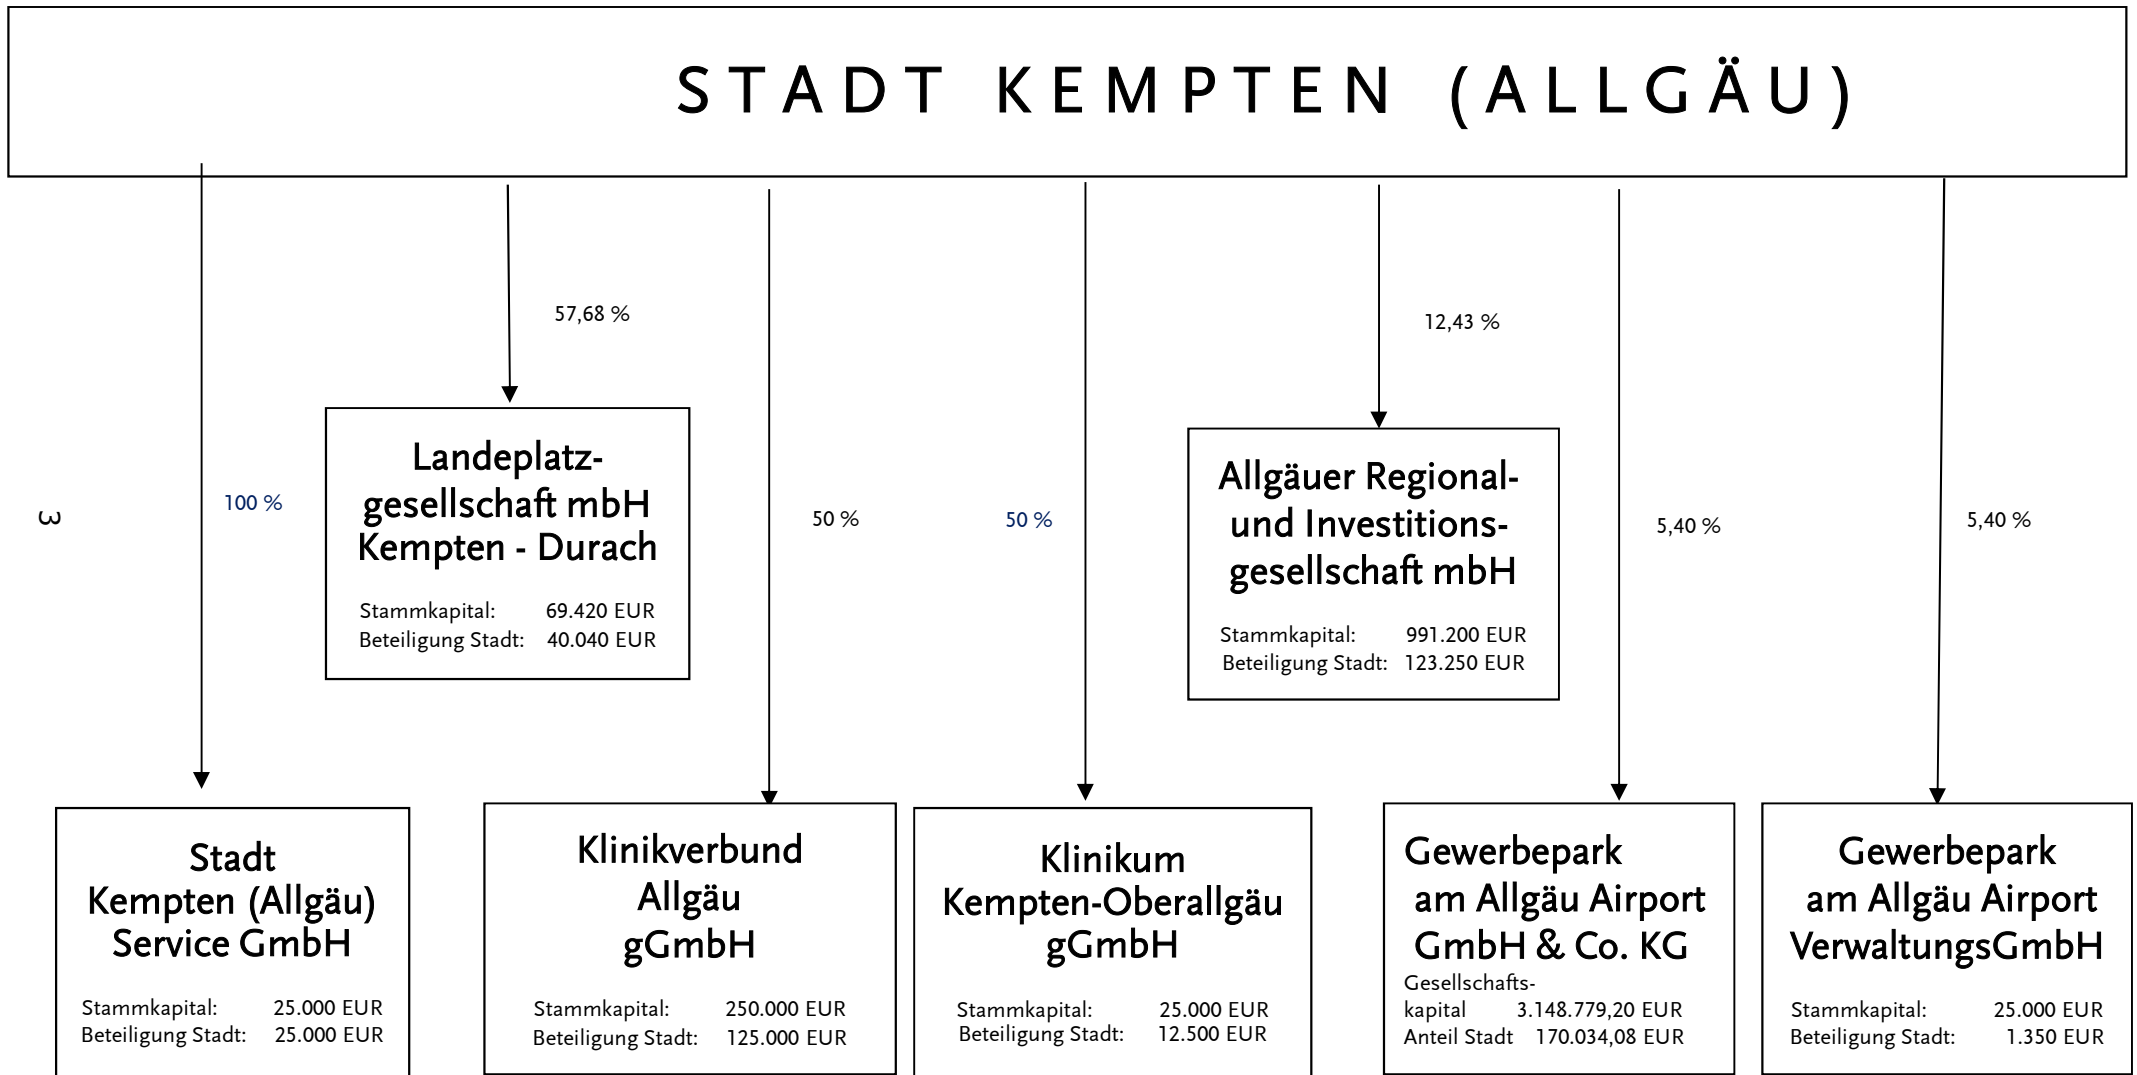 STADT KEMPTEN (ALLGÄU)
57,68 %
12,43 %
100 %
50 %
50 %
5,40 %
5,40 %
3
Landeplatz-
gesellschaft mbH
Kempten - Durach
Stammkapital: 69.420 EUR
Beteiligung Stadt: 40.040 EUR
Allgäuer Regional-
und Investitions-
gesellschaft mbH
Stammkapital: 991.200 EUR
Beteiligung Stadt: 123.250 EUR
Stadt
Kempten (Allgäu)
Service GmbH
Stammkapital: 25.000 EUR
Beteiligung Stadt: 25.000 EUR
Klinikverbund
Allgäu
gGmbH
Stammkapital: 250.000 EUR
Beteiligung Stadt: 125.000 EUR
Klinikum
Kempten-Oberallgäu
gGmbH
Stammkapital: 25.000 EUR
Beteiligung Stadt: 12.500 EUR
Gewerbepark
am Allgäu Airport
GmbH & Co. KG
Gesellschafts-
kapital 3.148.779,20 EUR
Anteil Stadt 170.034,08 EUR
Gewerbepark
am Allgäu Airport
VerwaltungsGmbH
Stammkapital: 25.000 EUR
Beteiligung Stadt: 1.350 EUR